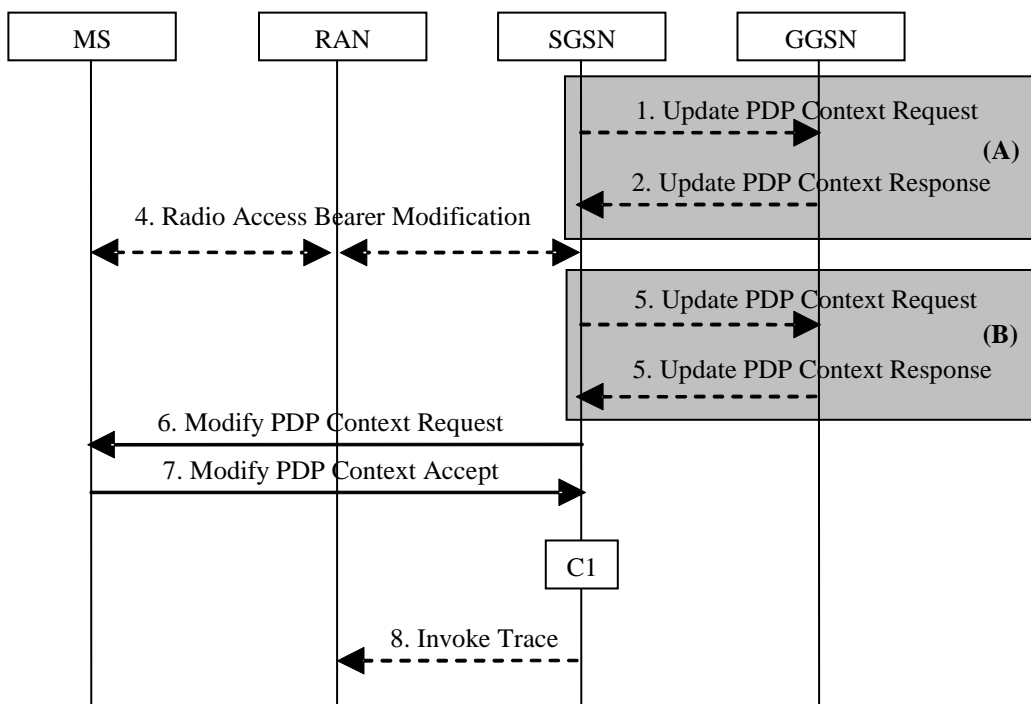 MS
RAN
SGSN
GGSN
1. Update PDP Context Request
(A)
2. Update PDP Context Response
4. Radio Access Bearer Modification
5. Update PDP Context Request
(B)
5. Update PDP Context Response
6. Modify PDP Context Request
7. Modify PDP Context Accept
C1
8. Invoke Trace